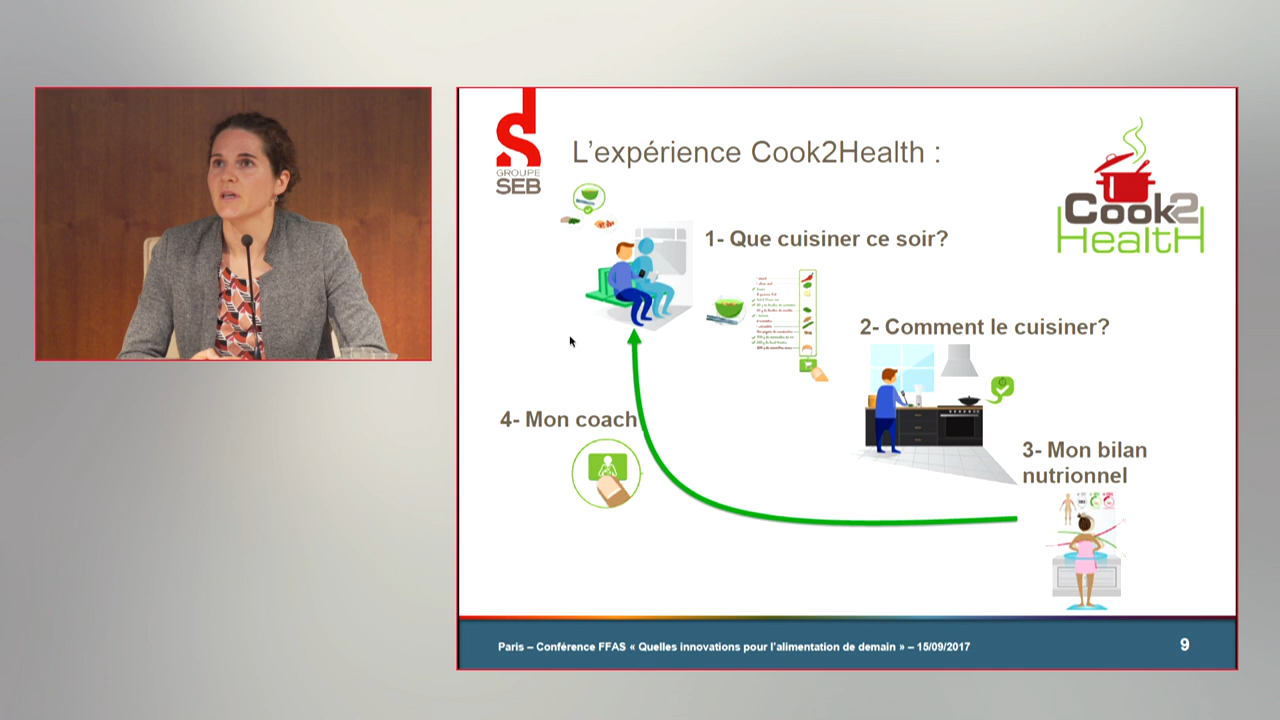 GROUPE
SEB
L'expérience Cook2Health :
Cook2
HealtH
1- Que cuisiner ce soir?
2- Comment le cuisiner?
3- Mon bilan
nutritionnel
4- Mon coach
Paris – Conférence FFAS « Quelles innovations pour l'alimentation de demain » – 15/09/2017
9